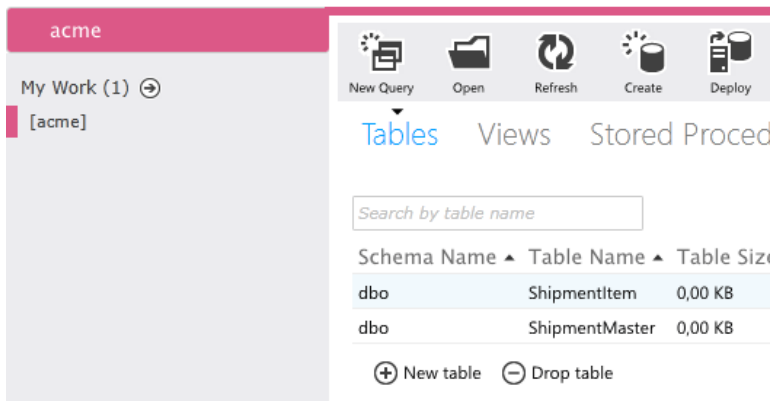 acme
My Work (1)
[acme]
New Query Open Refresh Create Deploy
Tables Views Stored Proced
Search by table name
Schema Name Table Name Table Size
dbo ShipmentItem 0,00 KB
dbo ShipmentMaster 0,00 KB
New table Drop table